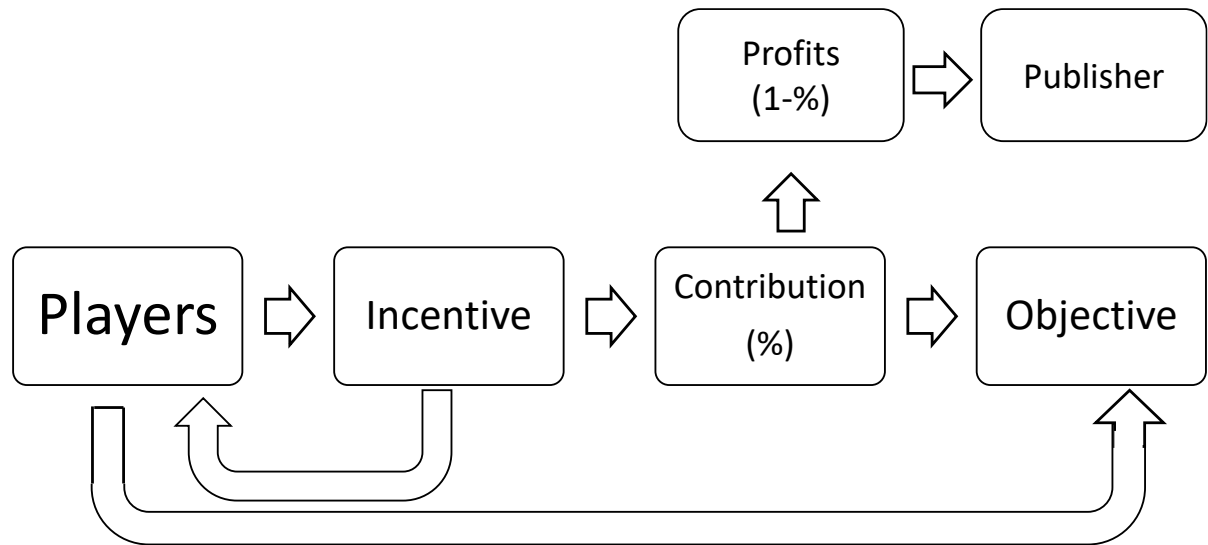 Profits
(1-%)
Publisher
Players
Incentive
Contribution
(%)
Objective